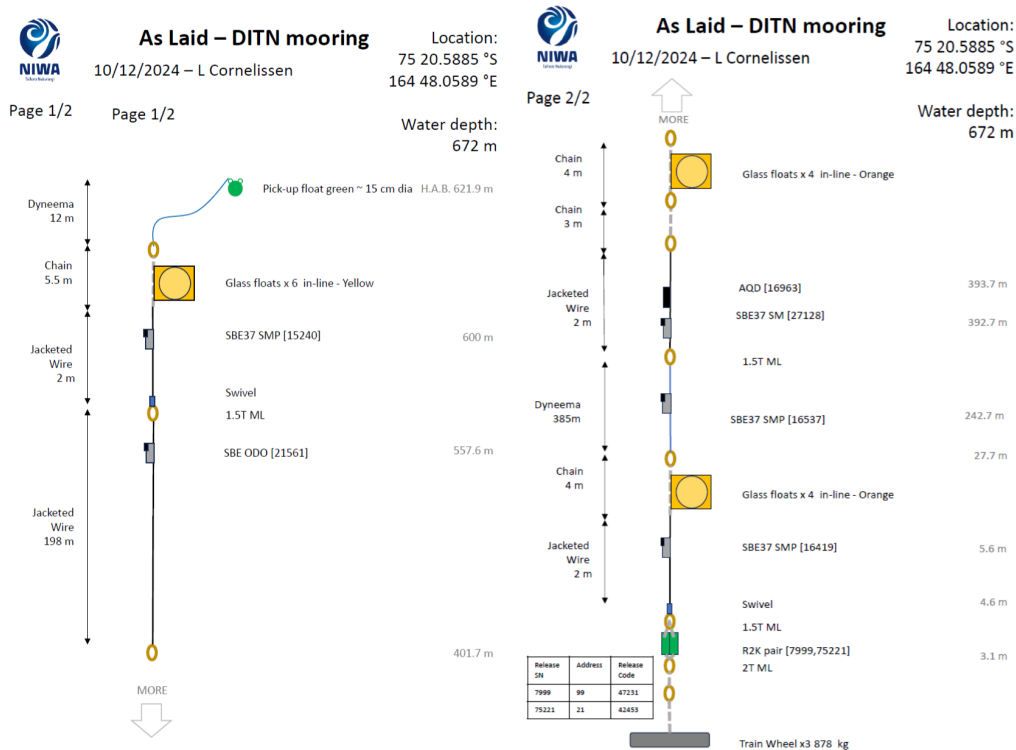 As Laid – DITN mooring
10/12/2024 – L Cornelissen
Location:
75 20.5885 °S
164 48.0589 °E
NIWA
Taihoro Nukurangi
Page 1/2
Page 1/2
Water depth:
672 m
Pick-up float green ~ 15 cm dia
H.A.B. 621.9 m
Dyneema
12 m
Chain
5.5 m
Glass floats x 6 in-line - Yellow
SBE37 SMP [15240]
600 m
Jacketed
Wire
2 m
Swivel
1.5T ML
SBE ODO [21561]
557.6 m
Jacketed
Wire
198 m
401.7 m
MORE
As Laid – DITN mooring
10/12/2024 – L Cornelissen
Location:
75 20.5885 °S
164 48.0589 °E
NIWA
Taihoro Nukurangi
Page 2/2
Water depth:
672 m
MORE
Chain
4 m
Glass floats x 4 in-line - Orange
Chain
3 m
AQD [16963]
393.7 m
Jacketed
Wire
2 m
SBE37 SM [27128]
392.7 m
1.5T ML
Dyneema
385m
SBE37 SMP [16537]
242.7 m
27.7 m
Chain
4 m
Glass floats x 4 in-line - Orange
Jacketed
Wire
2 m
SBE37 SMP [16419]
5.6 m
Swivel
4.6 m
1.5T ML
R2K pair [7999,75221]
3.1 m
2T ML
Release SN Address Release Code
7999 99 47231
75221 21 42453
Train Wheel x3 878 kg